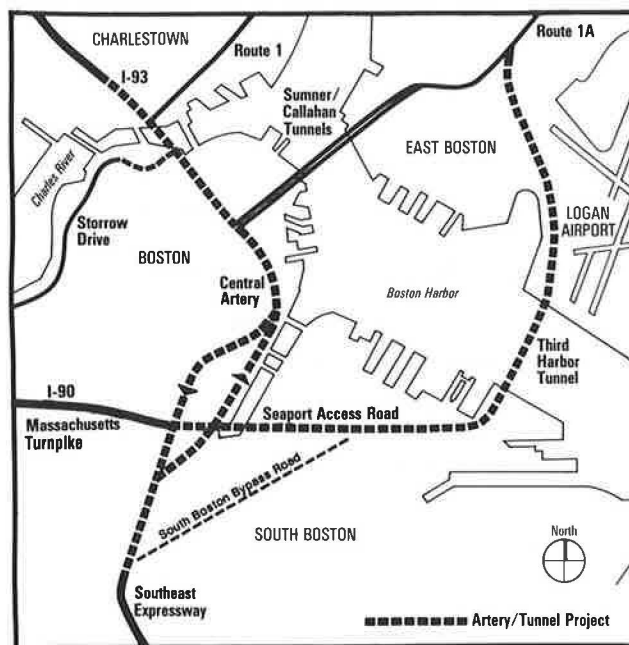 CHARLESTOWN
Route 1
Route 1A
I-93
Sumner/
Callahan
Tunnels
EAST BOSTON
Charles River
Storrow
Drive
LOGAN
AIRPORT
BOSTON
Central
Artery
Boston Harbor
Third
Harbor
Tunnel
I-90
Massachusetts
Turnpike
Seaport Access Road
South Boston Bypass Road
SOUTH BOSTON
North
Southeast
Expressway
Artery/Tunnel Project